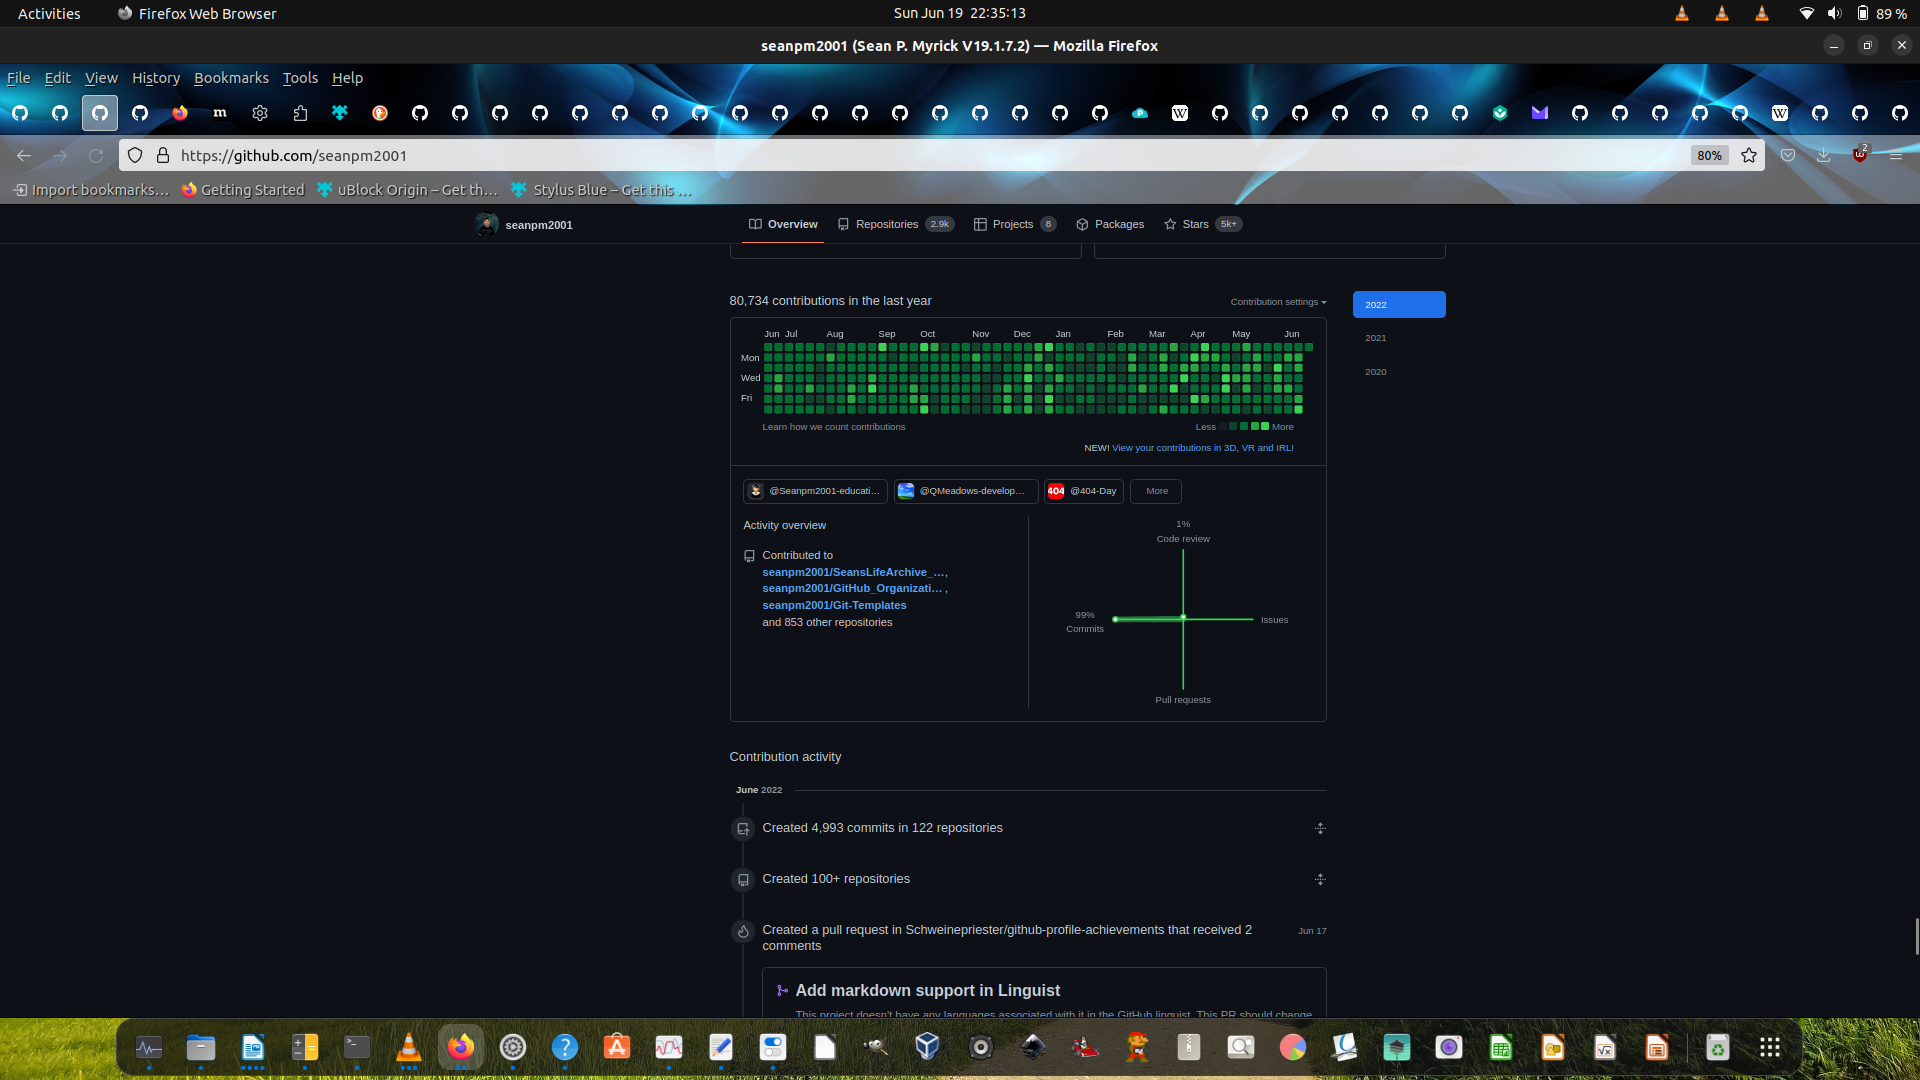 Activities
Firefox Web Browser
Sun Jun 19 22:35:13
89 %
seanpm2001 (Sean P. Myrick V19.1.7.2) — Mozilla Firefox
File Edit View History Bookmarks Tools Help
https://github.com/seanpm2001
80%
2
Import bookmarks…
Getting Started
uBlock Origin – Get th…
Stylus Blue – Get this …
seanpm2001
Overview
Repositories 2.9k
Projects 8
Packages
Stars 5k+
80,734 contributions in the last year
Contribution settings
2022
2021
2020
Jun Jul Aug Sep Oct Nov Dec Jan Feb Mar Apr May Jun
Mon
Wed
Fri
Learn how we count contributions
Less More
NEW! View your contributions in 3D, VR and IRL!
@Seanpm2001-educati…
@QMeadows-develop…
404 @404-Day
More
Activity overview
Contributed to
seanpm2001/SeansLifeArchive_…,
seanpm2001/GitHub_Organizati… ,
seanpm2001/Git-Templates
and 853 other repositories
1%
Code review
99%
Commits
Issues
Pull requests
Contribution activity
June 2022
Created 4,993 commits in 122 repositories
Created 100+ repositories
Created a pull request in Schweinepriester/github-profile-achievements that received 2
comments
Jun 17
Add markdown support in Linguist
This project doesn't have any languages associated with it in the GitHub linguist. This PR should change